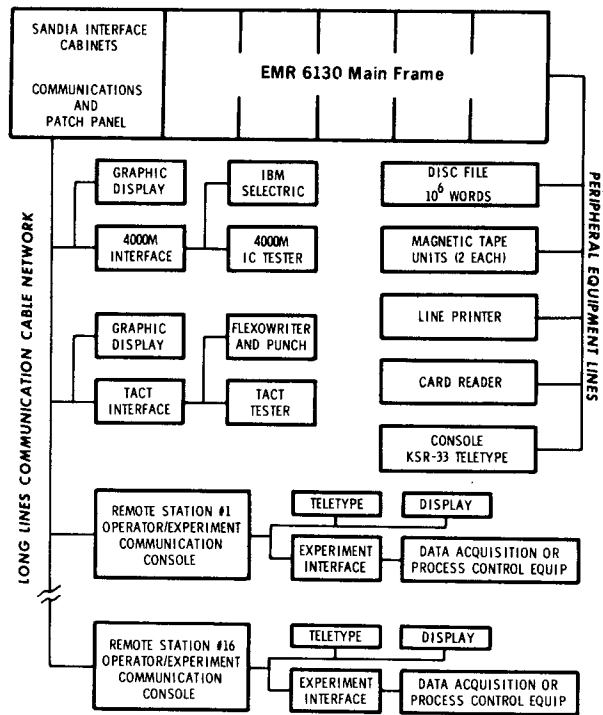 SANDIA INTERFACE
CABINETS
COMMUNICATIONS
AND
PATCH PANEL
EMR 6130 Main Frame
LONG LINES COMMUNICATION CABLE NETWORK
PERIPHERAL EQUIPMENT LINES
GRAPHIC
DISPLAY
IBM
SELECTRIC
4000M
INTERFACE
4000M
IC TESTER
GRAPHIC
DISPLAY
FLEXOWRITER
AND PUNCH
TACT
INTERFACE
TACT
TESTER
DISC FILE
10⁶ WORDS
MAGNETIC TAPE
UNITS (2 EACH)
LINE PRINTER
CARD READER
CONSOLE
KSR-33 TELETYPE
REMOTE STATION #1
OPERATOR/EXPERIMENT
COMMUNICATION
CONSOLE
TELETYPE
DISPLAY
EXPERIMENT
INTERFACE
DATA ACQUISITION OR
PROCESS CONTROL EQUIP
REMOTE STATION #16
OPERATOR/EXPERIMENT
COMMUNICATION
CONSOLE
TELETYPE
DISPLAY
EXPERIMENT
INTERFACE
DATA ACQUISITION OR
PROCESS CONTROL EQUIP